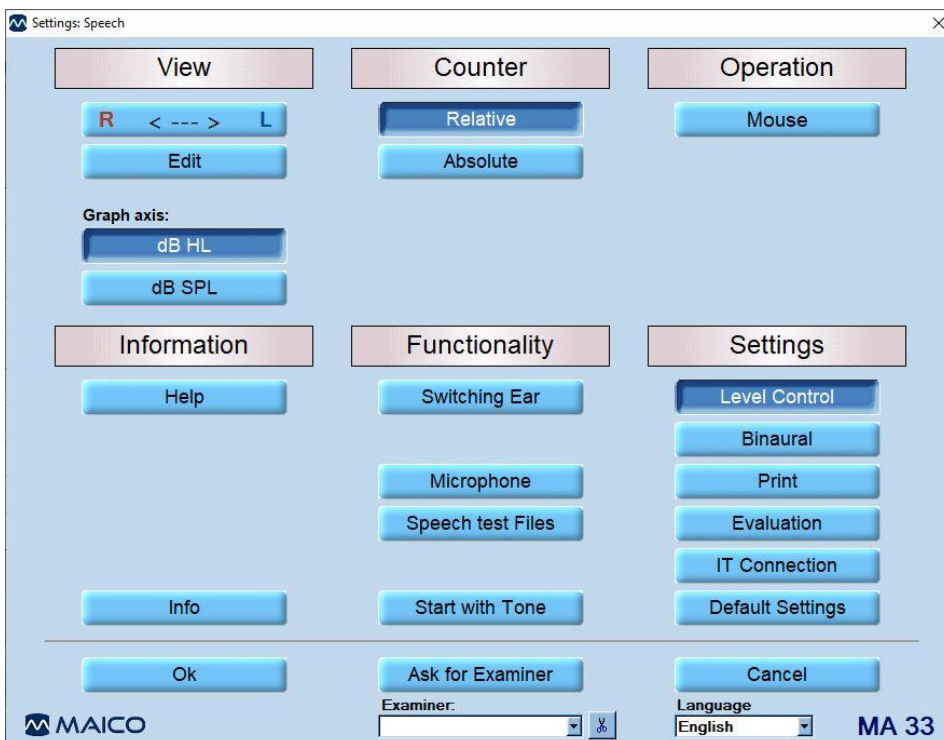 Settings: Speech
View
Counter
Operation
R < --- > L
Relative
Mouse
Edit
Absolute
Graph axis:
dB HL
dB SPL
Information
Functionality
Settings
Help
Switching Ear
Level Control
Binaural
Microphone
Print
Speech test Files
Evaluation
IT Connection
Info
Start with Tone
Default Settings
Ok
Ask for Examiner
Cancel
Examiner:
Language
English
MAICO
MA 33